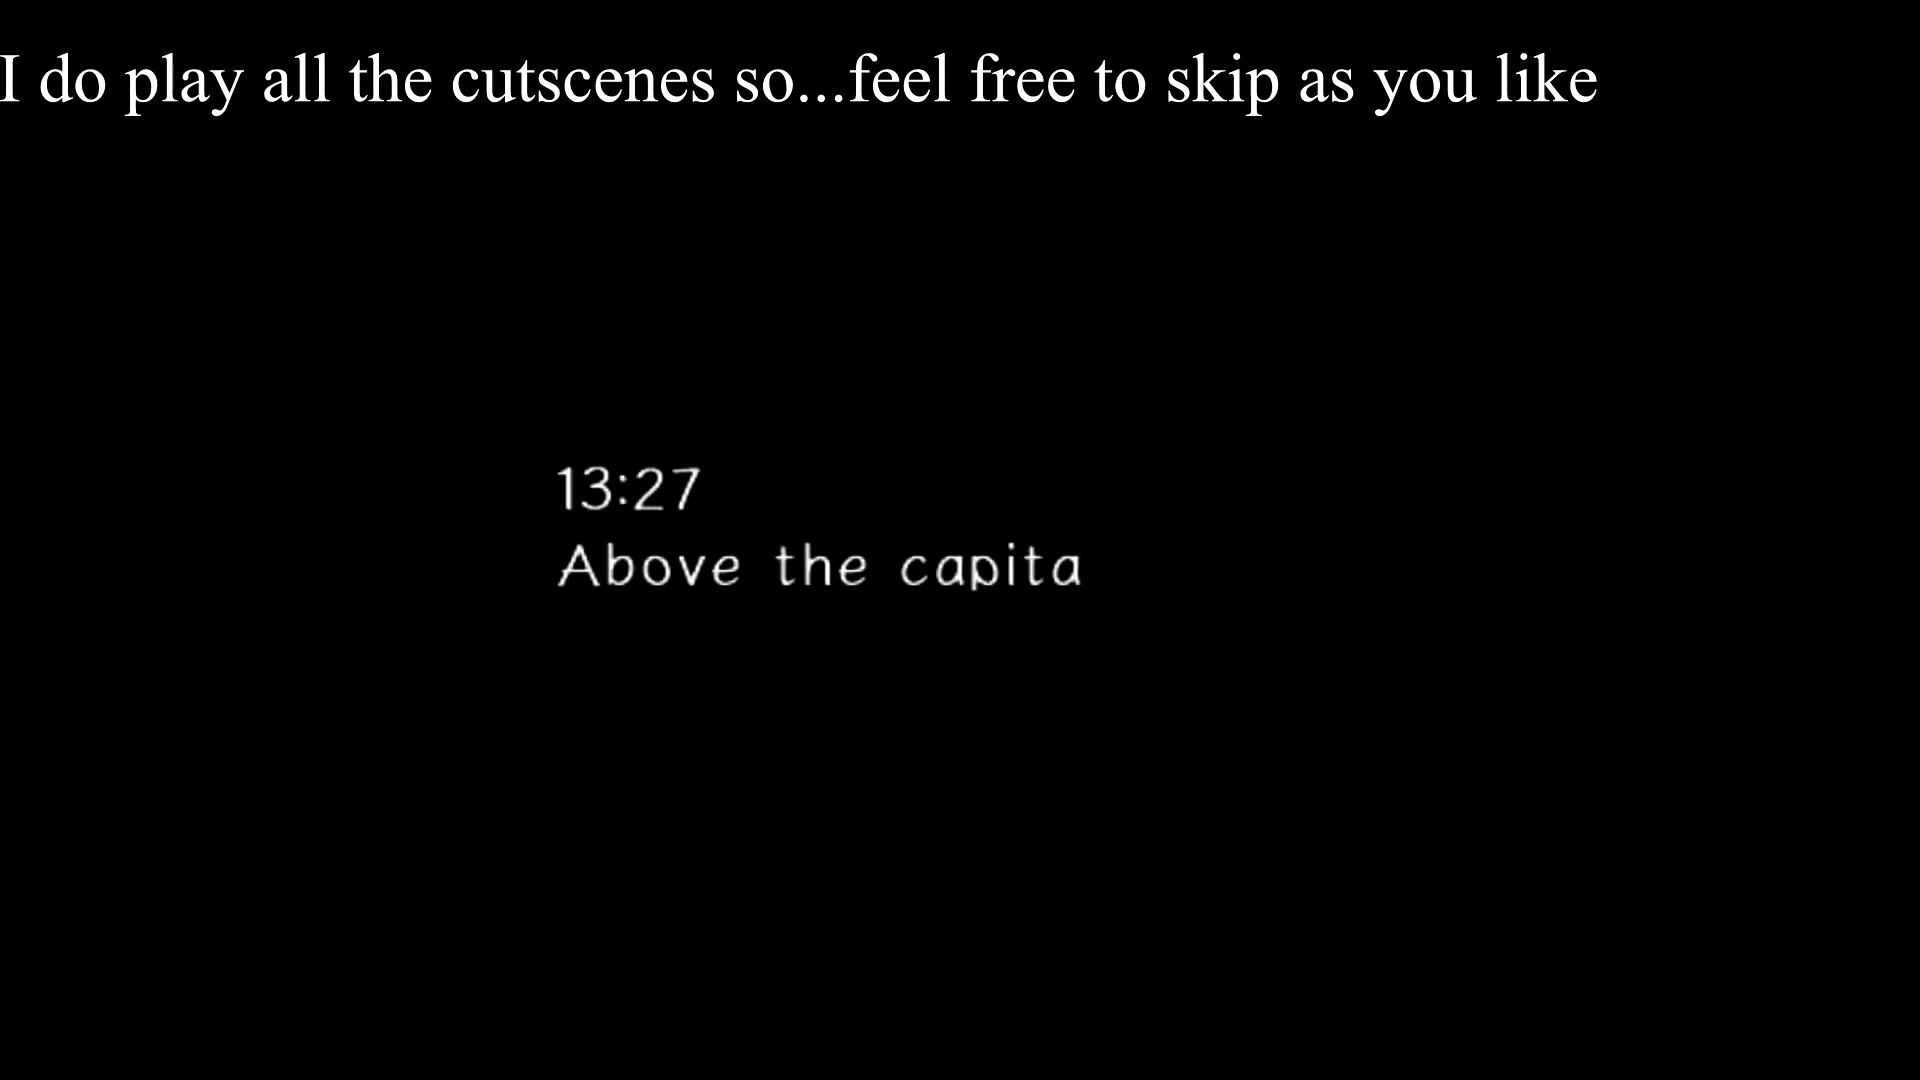 I do play all the cutscenes so...feel free to skip as you like
13:27
Above the capita